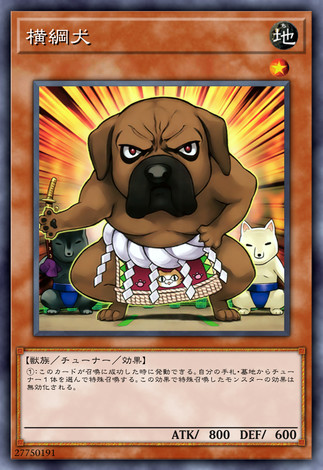 横綱犬
地
【獣族／チューナー／効果】
①:このカードが召喚に成功した時に発動できる。自分の手札・墓地からチュー
ナー１体を選んで特殊召喚する。この効果で特殊召喚したモンスターの効果は
無効化される。
ATK/ 800 DEF/ 600
27750191